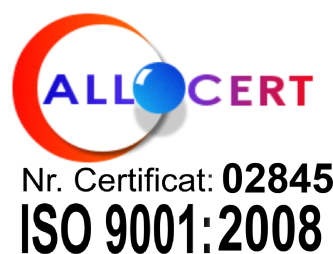 ALLOCERT
Nr. Certificat: 02845
ISO 9001:2008